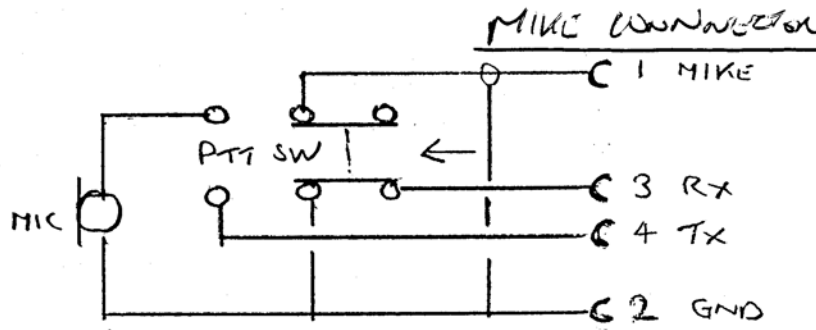 MIKE CONNECTOR
1 MIKE
PTT SW
3 RX
MIC
4 TX
2 GND